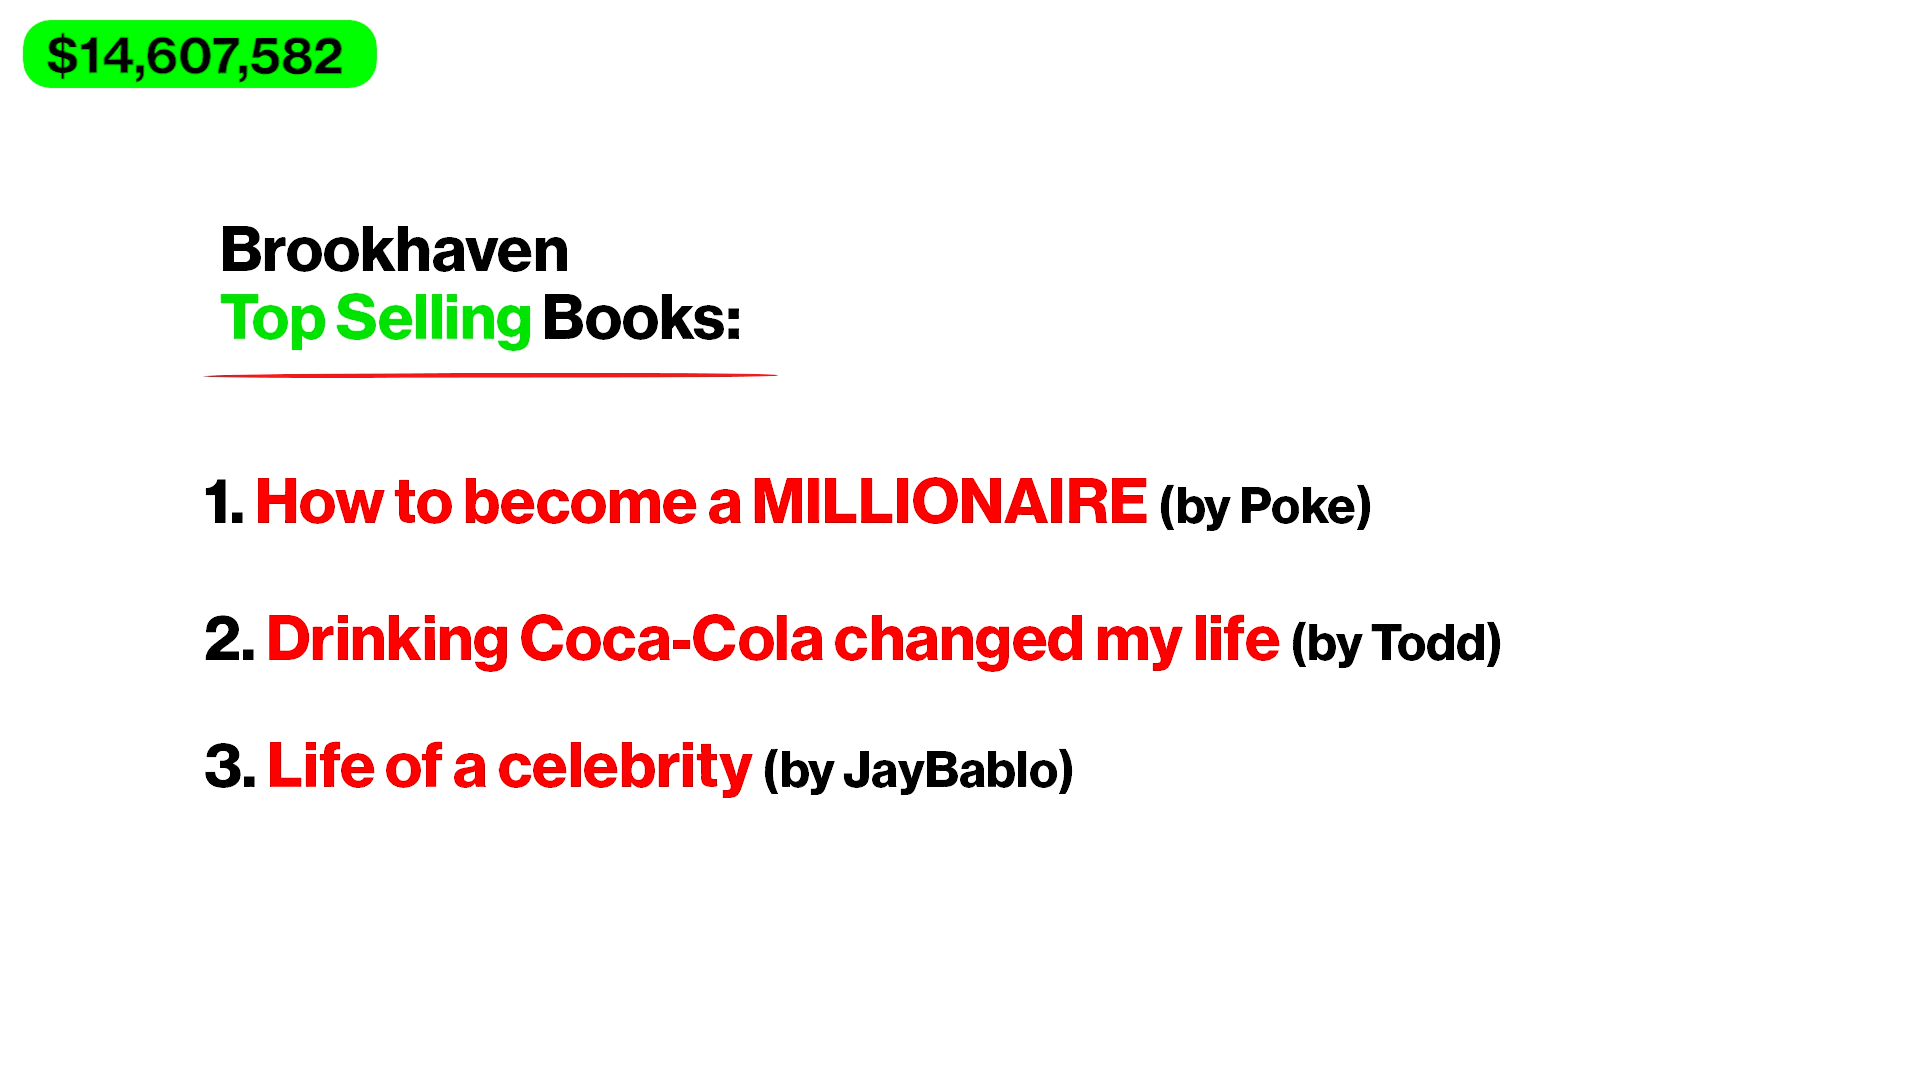 $14,607,582
Brookhaven
Top Selling Books:
1. How to become a MILLIONAIRE (by Poke)
2. Drinking Coca-Cola changed my life (by Todd)
3. Life of a celebrity (by JayBablo)